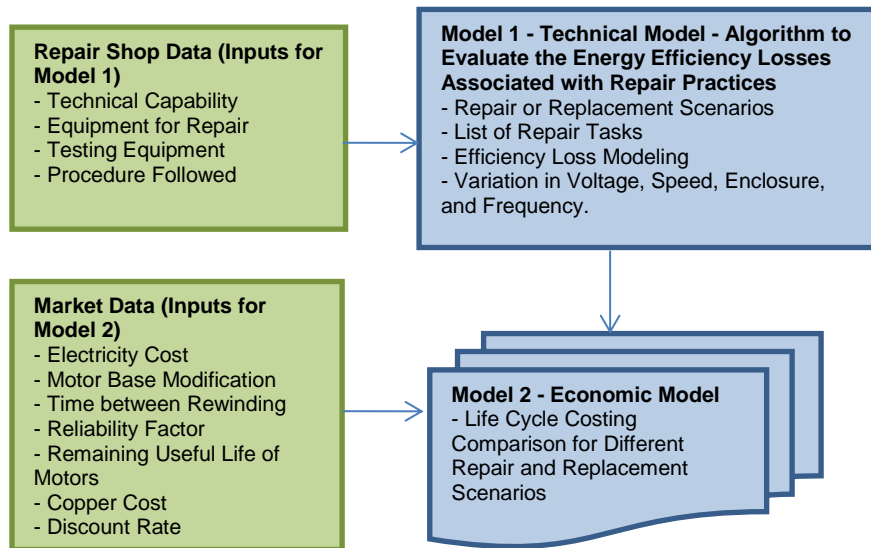 Repair Shop Data (Inputs for
Model 1)
- Technical Capability
- Equipment for Repair
- Testing Equipment
- Procedure Followed
Model 1 - Technical Model - Algorithm to
Evaluate the Energy Efficiency Losses
Associated with Repair Practices
- Repair or Replacement Scenarios
- List of Repair Tasks
- Efficiency Loss Modeling
- Variation in Voltage, Speed, Enclosure,
and Frequency.
Market Data (Inputs for
Model 2)
- Electricity Cost
- Motor Base Modification
- Time between Rewinding
- Reliability Factor
- Remaining Useful Life of
Motors
- Copper Cost
- Discount Rate
Model 2 - Economic Model
- Life Cycle Costing
Comparison for Different
Repair and Replacement
Scenarios